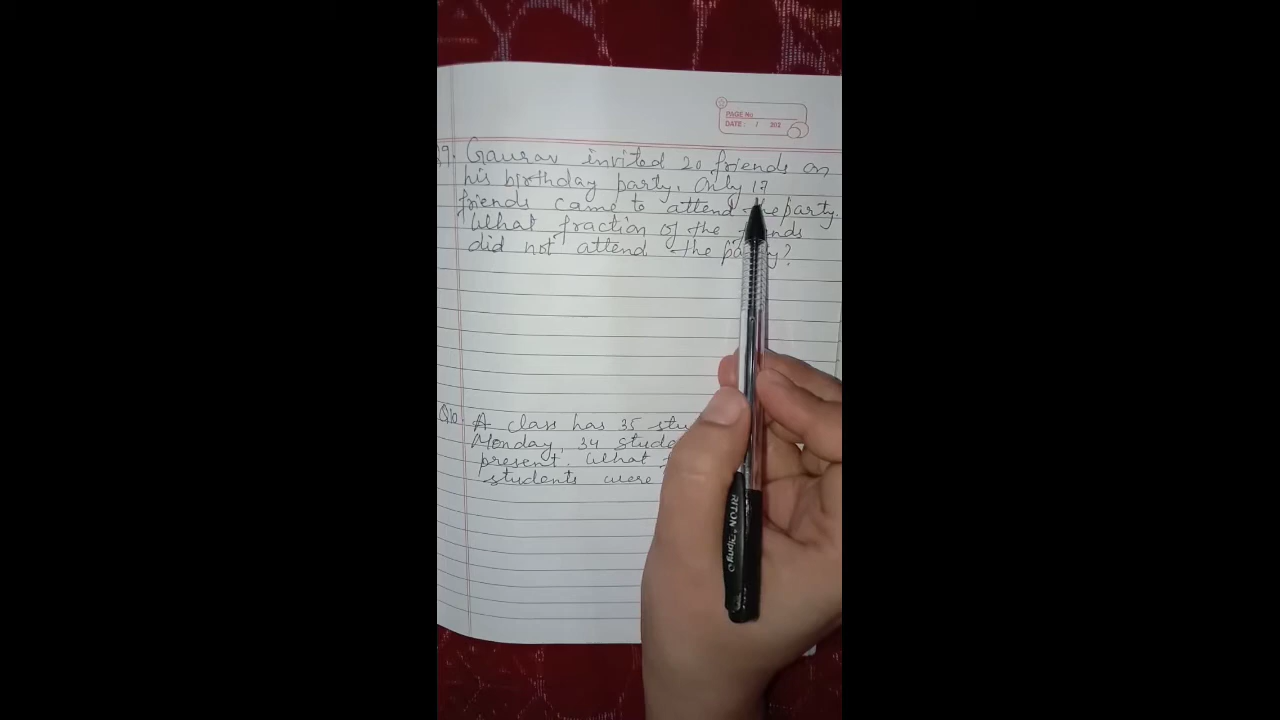 PAGE No
DATE: / 202
Q9. Gaurav invited 20 friends on
his birthday party. Only 17
friends came to attend the party.
What fraction of the friends
did not attend the party?
Q10. A class has 35
Monday, 34
present. What
students were
RITON